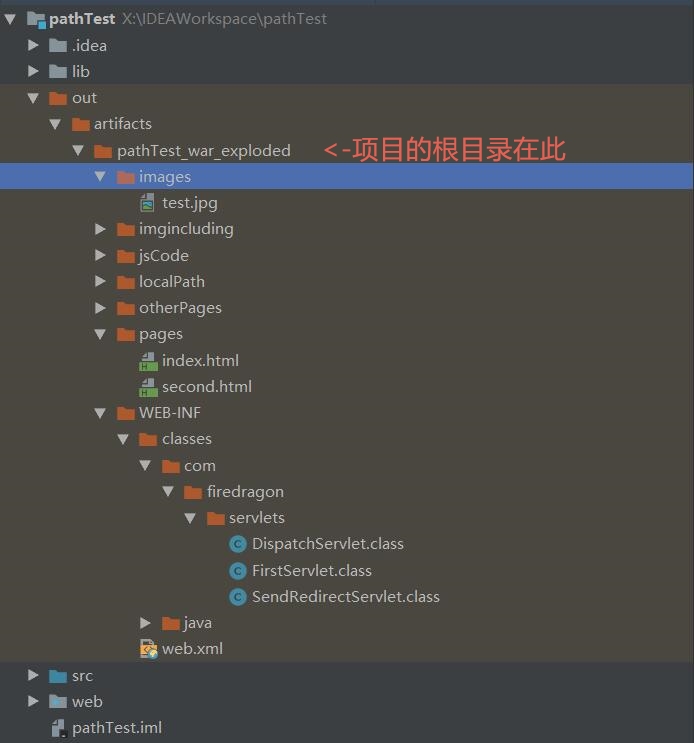 pathTest X:\IDEAWorkspace\pathTest
.idea
lib
out
artifacts
pathTest_war_exploded <-项目的根目录在此
images
test.jpg
imgincluding
jsCode
localPath
otherPages
pages
index.html
second.html
WEB-INF
classes
com
firedragon
servlets
DispatchServlet.class
FirstServlet.class
SendRedirectServlet.class
java
web.xml
src
web
pathTest.iml